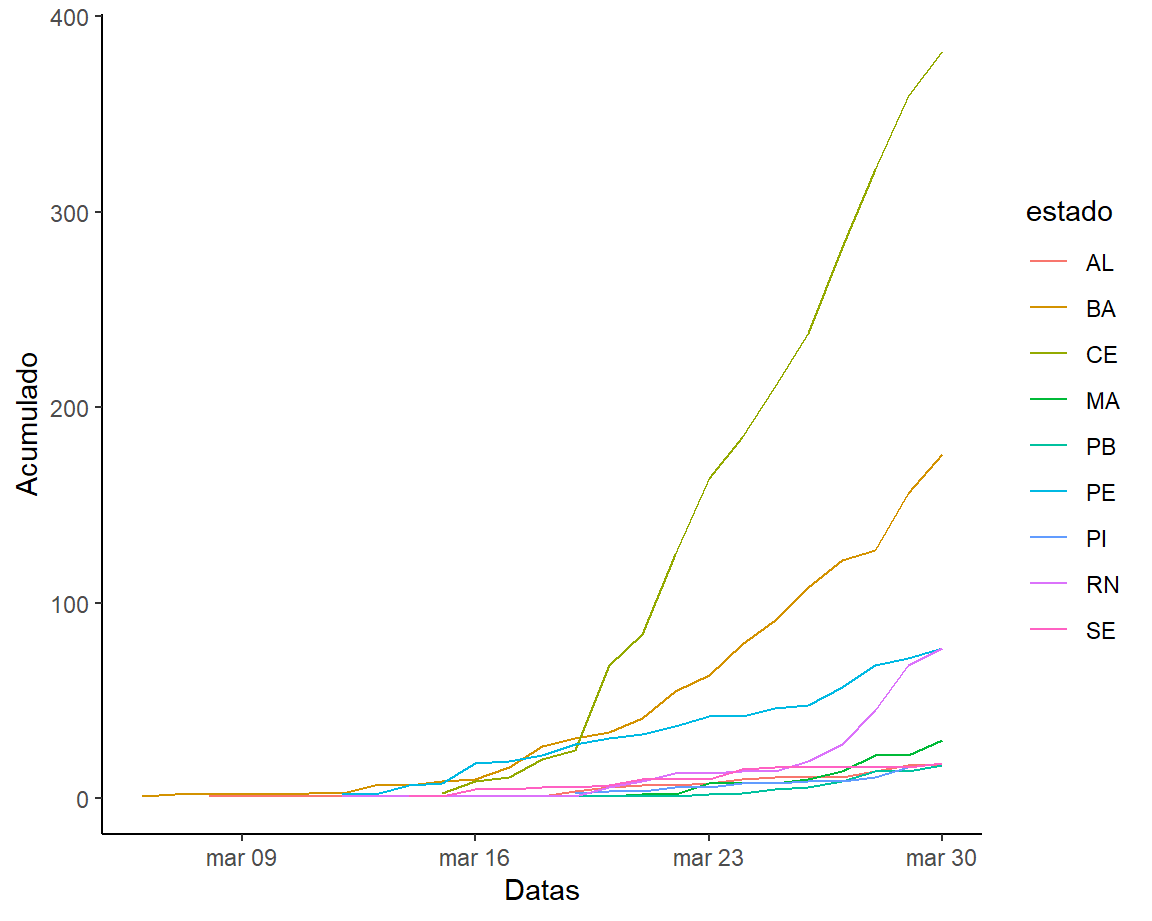 400
300
200
100
0
Acumulado
mar 09
mar 16
mar 23
mar 30
Datas
estado
AL
BA
CE
MA
PB
PE
PI
RN
SE